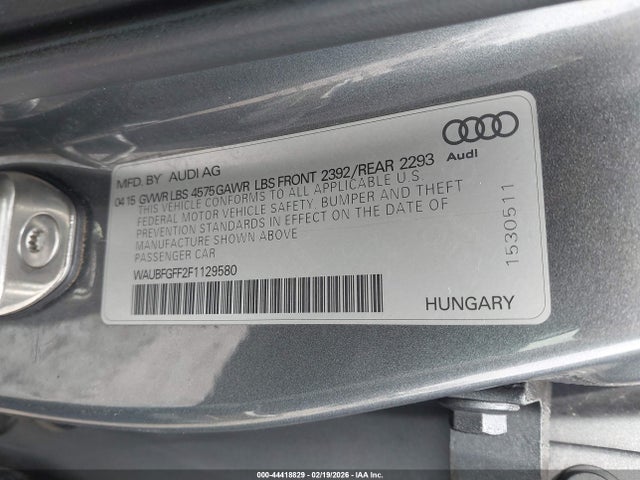 MFD. BY AUDI AG
04 15 GVWR LBS 4575 GAWR LBS FRONT 2392/REAR 2293
THIS VEHICLE CONFORMS TO ALL APPLICABLE U.S.
FEDERAL MOTOR VEHICLE SAFETY, BUMPER AND THEFT
PREVENTION STANDARDS IN EFFECT ON THE DATE OF
MANUFACTURE SHOWN ABOVE
PASSENGER CAR
WAUBFGFF2F1129580
Audi
1530511
HUNGARY
000-44418829 - 02/19/2026 - IAA Inc.